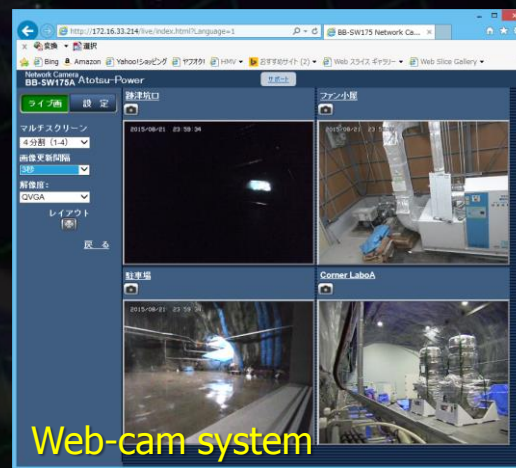 http://172.16.33.214/live/index.html?Language=1
BB-SW175 Network Ca...
変換
選択
Bing
Amazon
Yahoo!ショッピング
ヤフオク!
HMV
おすすめサイト (2)
Web スライス ギャラリー
Web Slice Gallery
Network Camera
BB-SW175A Atotsu-Power
サポート
ライブ画
設 定
マルチスクリーン
4分割 (1-4)
画像更新間隔
3秒
解像度:
QVGA
レイアウト
戻 る
跡津坑口
2015/08/21 23 59:34
ファン小屋
2015/08/21 23 5
駐車場
2015/08/21 23 59 34
Corner LaboA
Web-cam system